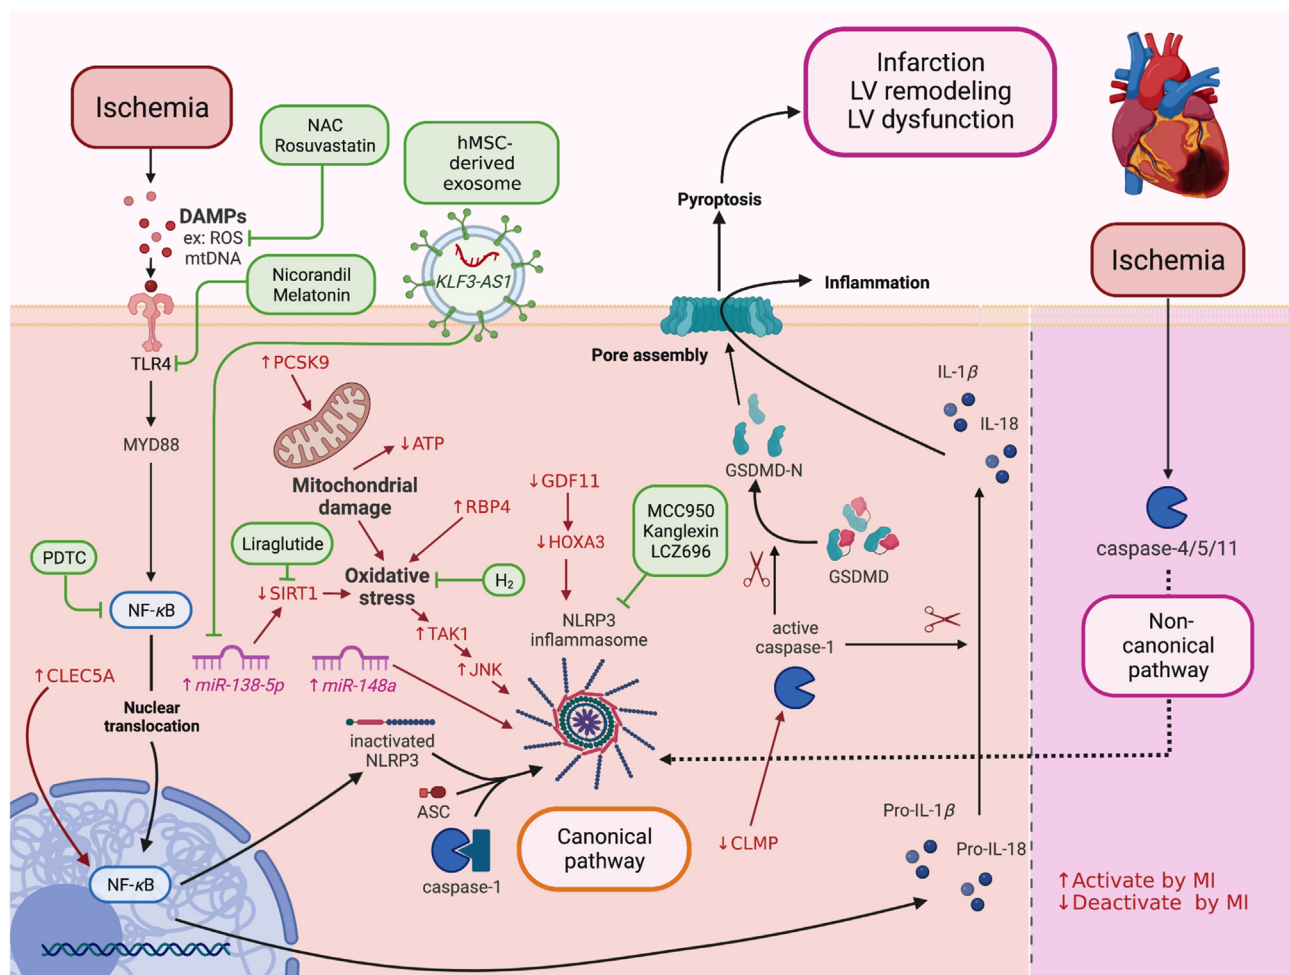 Infarction
LV remodeling
LV dysfunction
Ischemia
NAC
Rosuvastatin
hMSC-
derived
exosome
DAMPs
ex: ROS
mtDNA
Pyroptosis
Ischemia
Nicorandil
Melatonin
KLF3-AS1
Inflammation
TLR4
↑PCSK9
Pore assembly
IL-1β
IL-18
MYD88
↓ATP
GSDMD-N
Mitochondrial
damage
↓GDF11
↑RBP4
MCC950
Kanglexin
LCZ696
↓HOXA3
caspase-4/5/11
PDTC
Liraglutide
Oxidative
stress
H₂
GSDMD
↓SIRT1
NF-κB
NLRP3
inflammasome
↑TAK1
active
caspase-1
Non-
canonical
pathway
↑JNK
↑CLEC5A
↑miR-138-5p
↑miR-148a
Nuclear
translocation
inactivated
NLRP3
ASC
Pro-IL-1β
Canonical
pathway
↓CLMP
Pro-IL-18
caspase-1
NF-κB
↑Activate by MI
↓Deactivate by MI